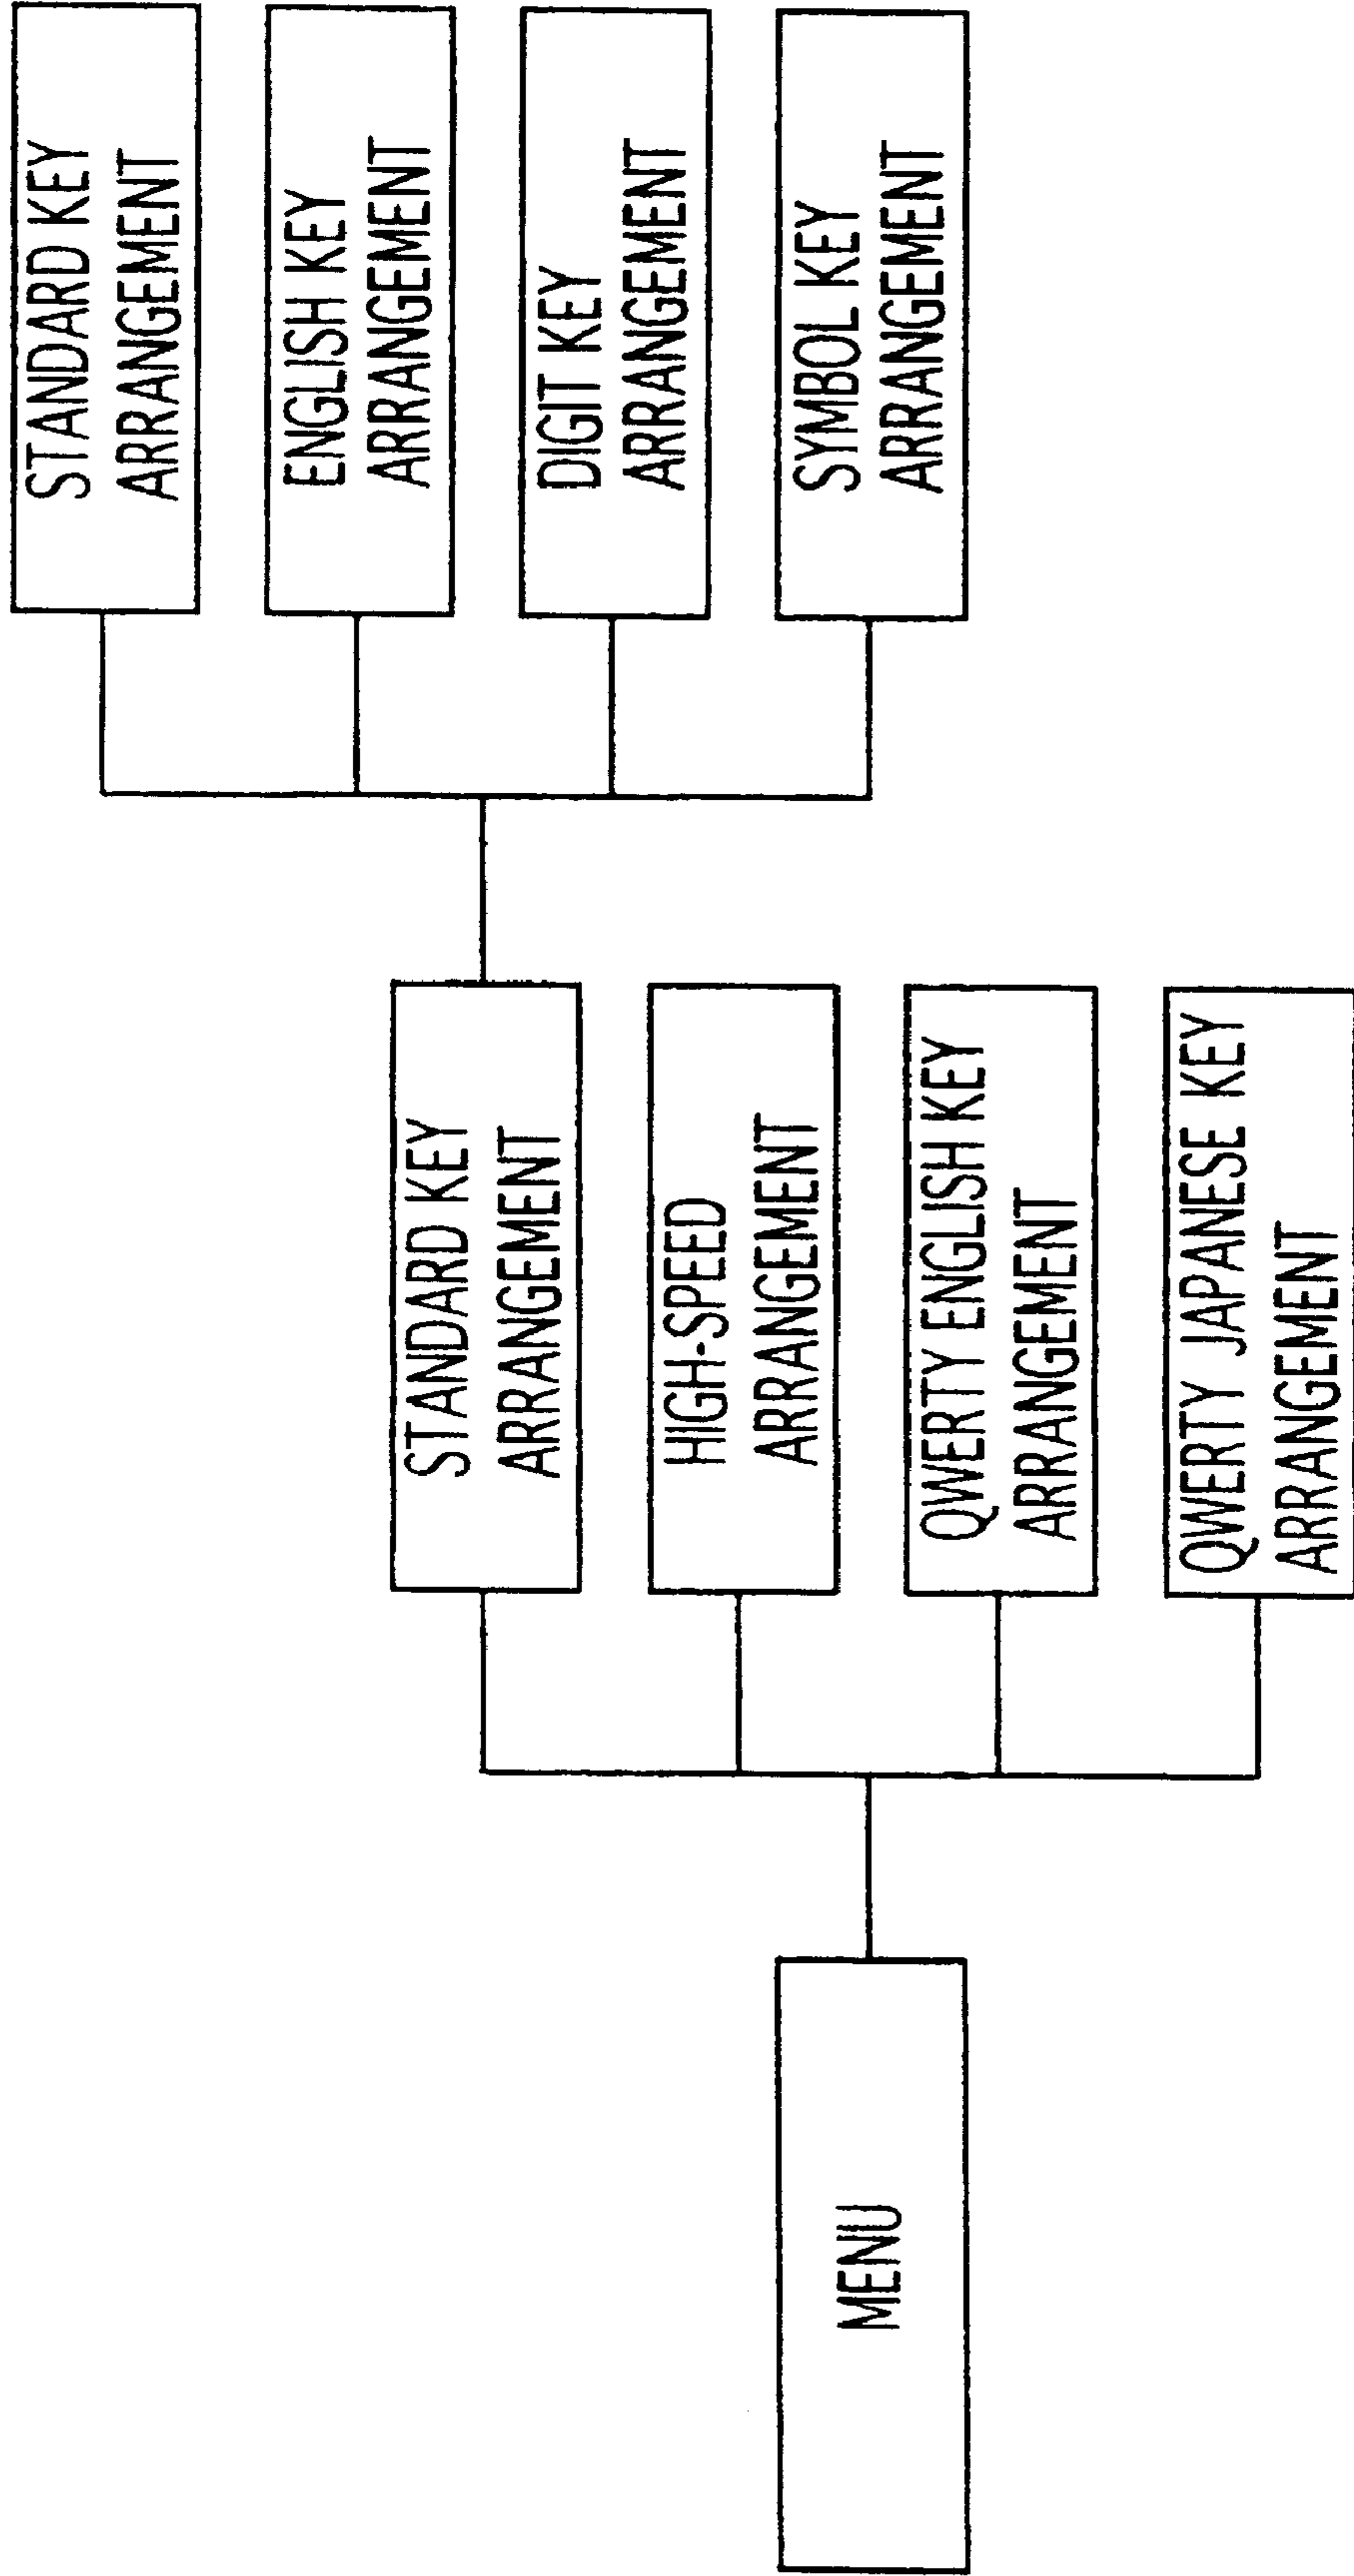 MENU
STANDARD KEY
ARRANGEMENT
HIGH-SPEED
ARRANGEMENT
QWERTY ENGLISH KEY
ARRANGEMENT
QWERTY JAPANESE KEY
ARRANGEMENT
STANDARD KEY
ARRANGEMENT
ENGLISH KEY
ARRANGEMENT
DIGIT KEY
ARRANGEMENT
SYMBOL KEY
ARRANGEMENT